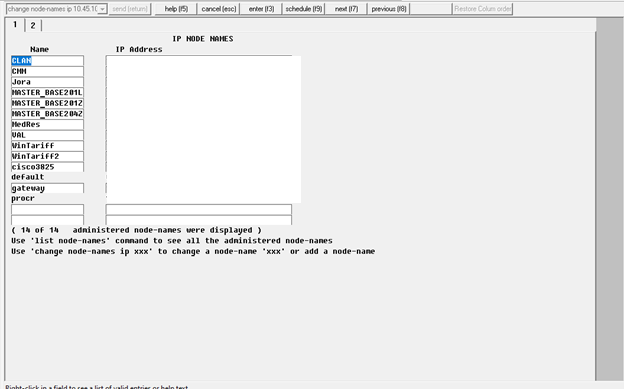 change node-names ip 10.45.10 send (return) help (f5) cancel (esc) enter (f3) schedule (f9) next (f7) previous (f8) Restore Colum order
1 2
IP NODE NAMES
Name IP Address
CLAN
CMM
Jora
MASTER_BASE201L
MASTER_BASE201Z
MASTER_BASE204Z
MedRes
VAL
WinTariff
WinTariff2
cisco3825
default
gateway
procr
( 14 of 14 administered node-names were displayed )
Use 'list node-names' command to see all the administered node-names
Use 'change node-names ip xxx' to change a node-name 'xxx' or add a node-name
Right-click in a field to see a list of valid entries or help text